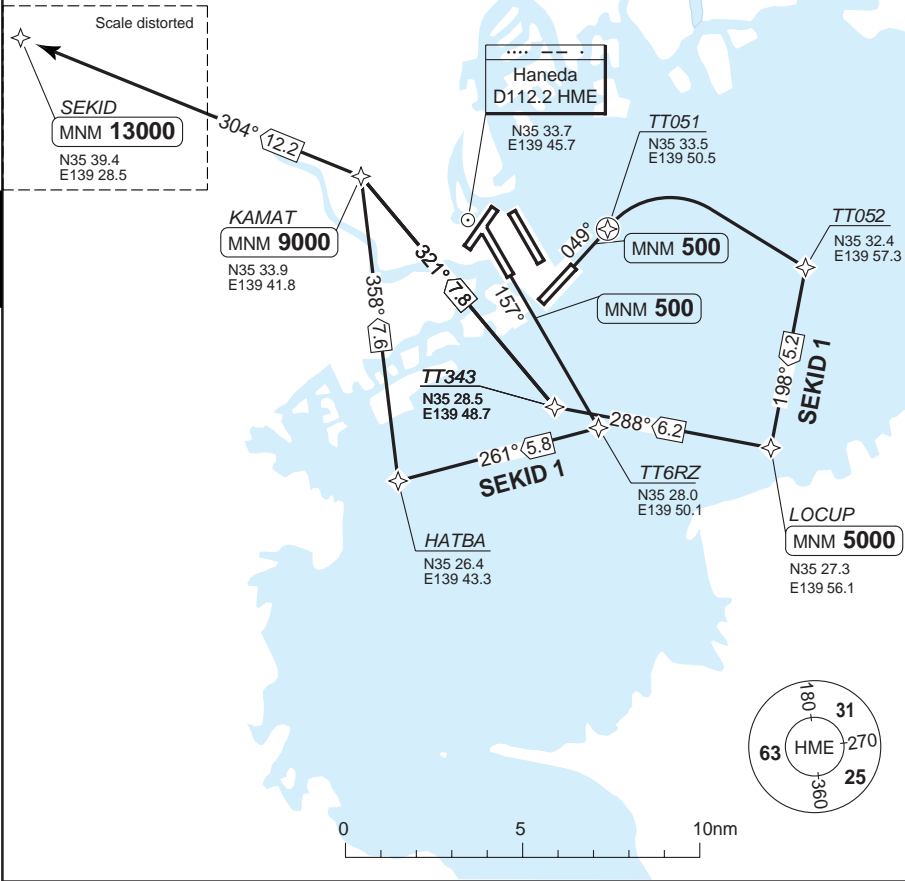 Scale distorted
SEKID
MNM 13000
N35 39.4
E139 28.5
304°
12.2
Haneda
D112.2 HME
N35 33.7
E139 45.7
TT051
N35 33.5
E139 50.5
KAMAT
MNM 9000
N35 33.9
E139 41.8
049°
MNM 500
TT052
N35 32.4
E139 57.3
321°
7.8
358°
7.6
157°
MNM 500
198°
5.2
SEKID 1
TT343
N35 28.5
E139 48.7
288°
6.2
261°
5.8
SEKID 1
TT6RZ
N35 28.0
E139 50.1
HATBA
N35 26.4
E139 43.3
LOCUP
MNM 5000
N35 27.3
E139 56.1
180
31
63
HME
270
25
360
0
5
10nm